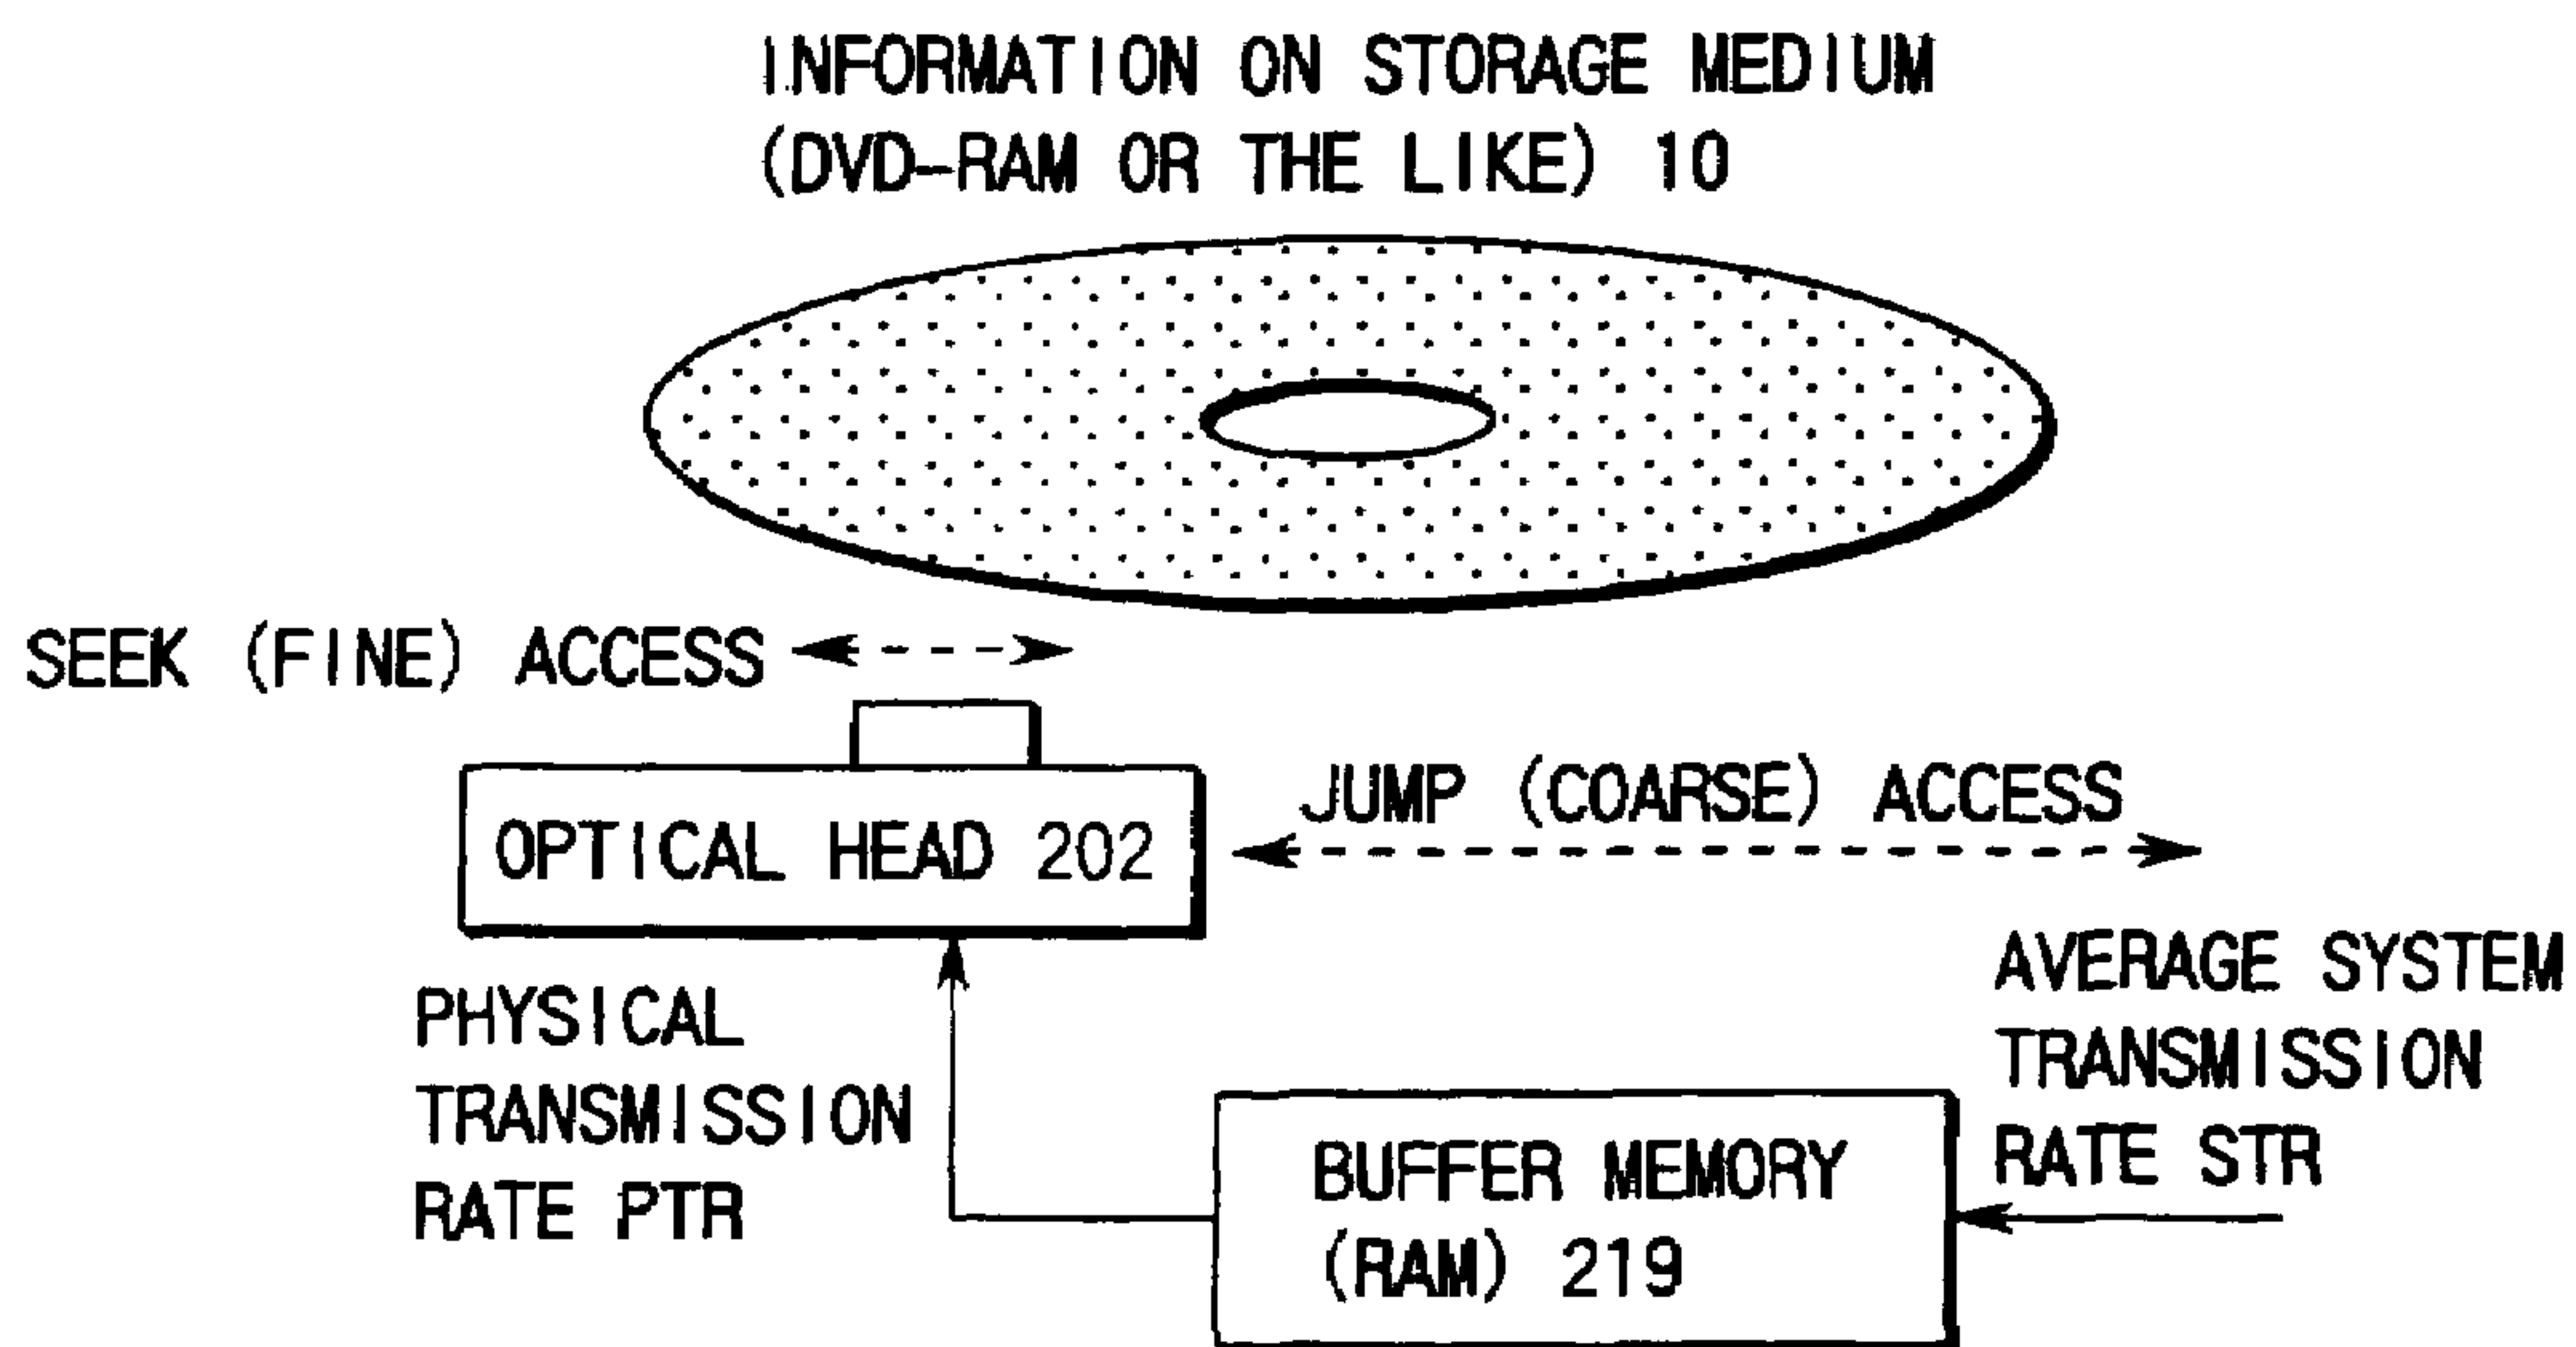 INFORMATION ON STORAGE MEDIUM
(DVD-RAM OR THE LIKE) 10
SEEK (FINE) ACCESS
OPTICAL HEAD 202
JUMP (COARSE) ACCESS
PHYSICAL
TRANSMISSION
RATE PTR
BUFFER MEMORY
(RAM) 219
AVERAGE SYSTEM
TRANSMISSION
RATE STR